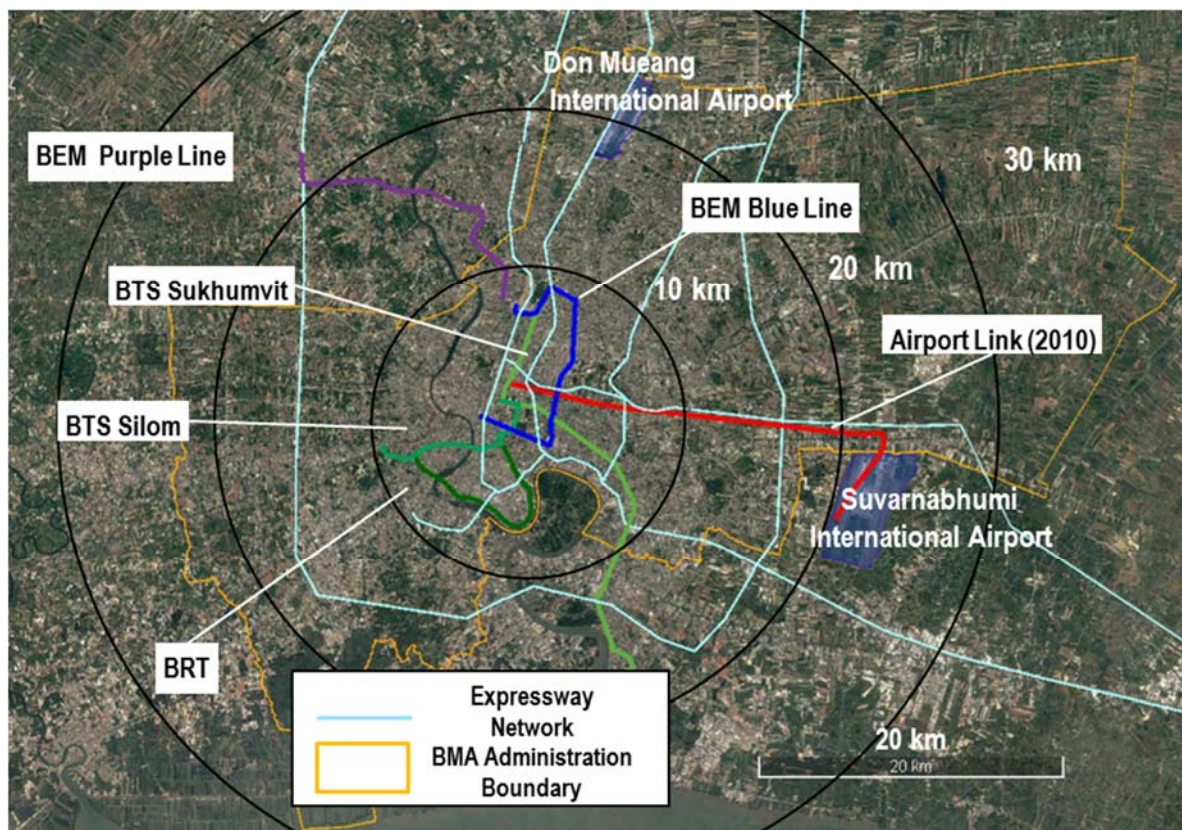 Don Mueang
International Airport
BEM Purple Line
30 km
BEM Blue Line
20 km
BTS Sukhumvit
10 km
Airport Link (2010)
BTS Silom
Suvarnabhumi
International Airport
BRT
Expressway
Network
BMA Administration
Boundary
20 km
20 km